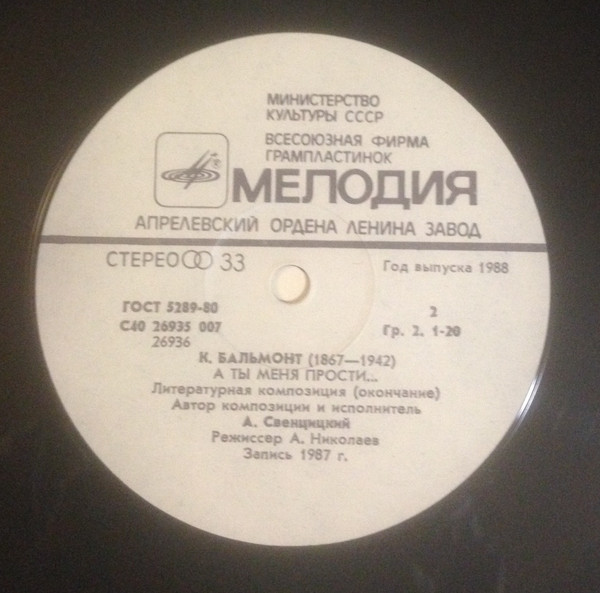 МИНИСТЕРСТВО
КУЛЬТУРЫ СССР
ВСЕСОЮЗНАЯ ФИРМА
ГРАМПЛАСТИНОК
®
МЕЛОДИЯ
АПРЕЛЕВСКИЙ ОРДЕНА ЛЕНИНА ЗАВОД
СТЕРЕО 33
Год выпуска 1988
ГОСТ 5289-80
2
С40 26935 007
Гр. 2. 1-20
26936
К. БАЛЬМОНТ (1867—1942)
А ТЫ МЕНЯ ПРОСТИ...
Литературная композиция (окончание)
Автор композиции и исполнитель
А. Свенцицкий
Режиссер А. Николаев
Запись 1987 г.